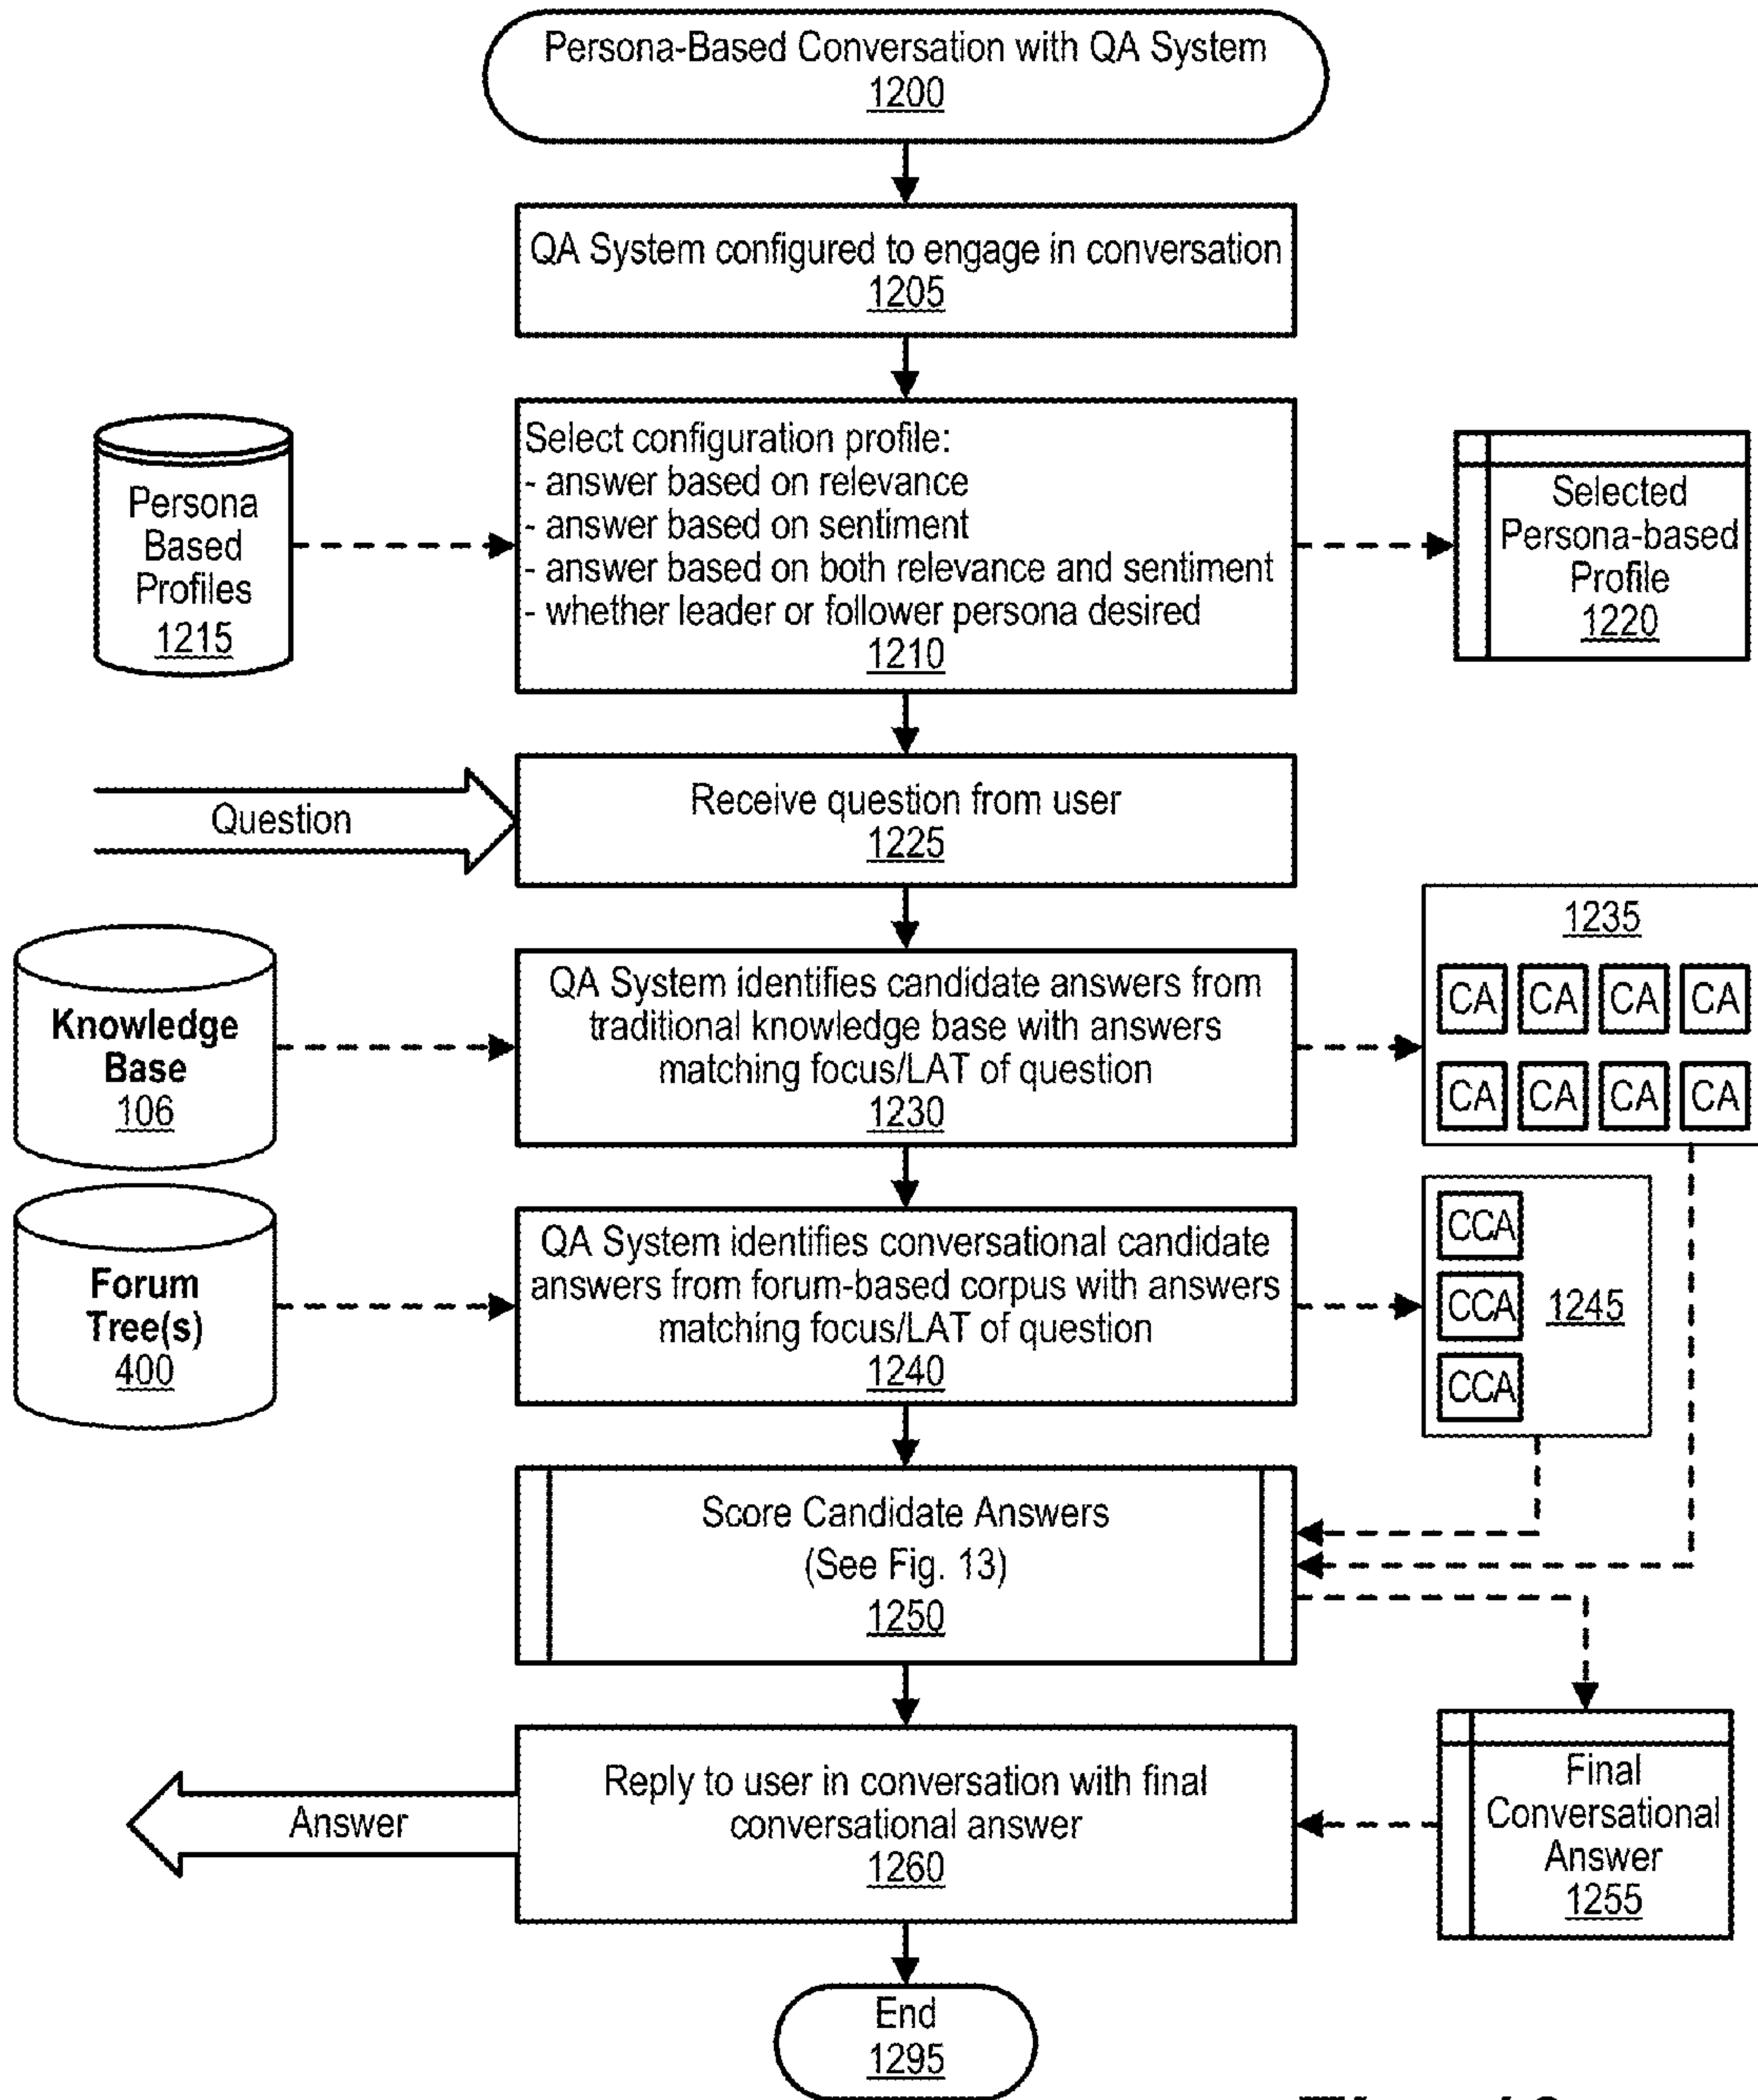 Persona-Based Conversation with QA System
1200
QA System configured to engage in conversation
1205
Persona
Based
Profiles
1215
Select configuration profile:
- answer based on relevance
- answer based on sentiment
- answer based on both relevance and sentiment
- whether leader or follower persona desired
1210
Selected
Persona-based
Profile
1220
Question
Receive question from user
1225
Knowledge
Base
106
QA System identifies candidate answers from
traditional knowledge base with answers
matching focus/LAT of question
1230
1235
CA CA CA CA
CA CA CA CA
Forum
Tree(s)
400
QA System identifies conversational candidate
answers from forum-based corpus with answers
matching focus/LAT of question
1240
CCA
CCA
1245
CCA
Score Candidate Answers
(See Fig. 13)
1250
Answer
Reply to user in conversation with final
conversational answer
1260
Final
Conversational
Answer
1255
End
1295